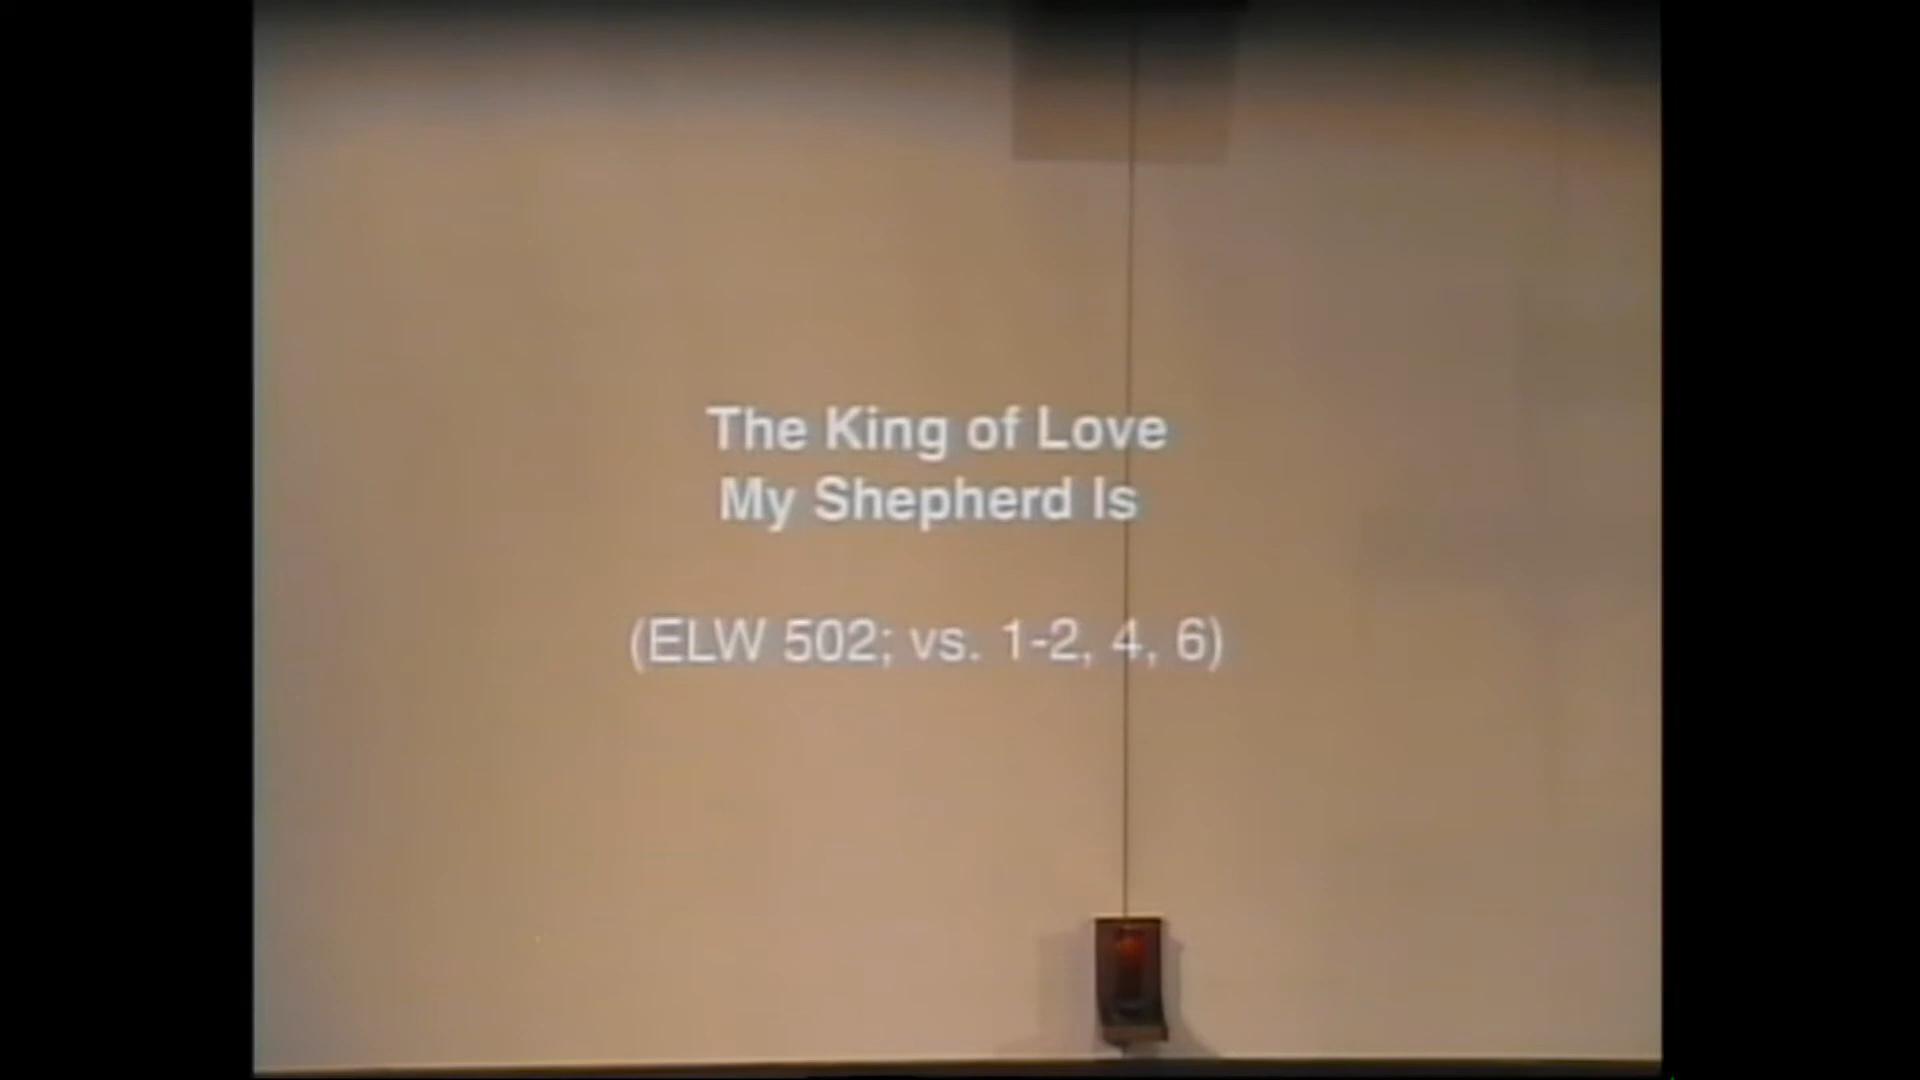 The King of Love
My Shepherd Is
(ELW 502; vs. 1-2, 4, 6)